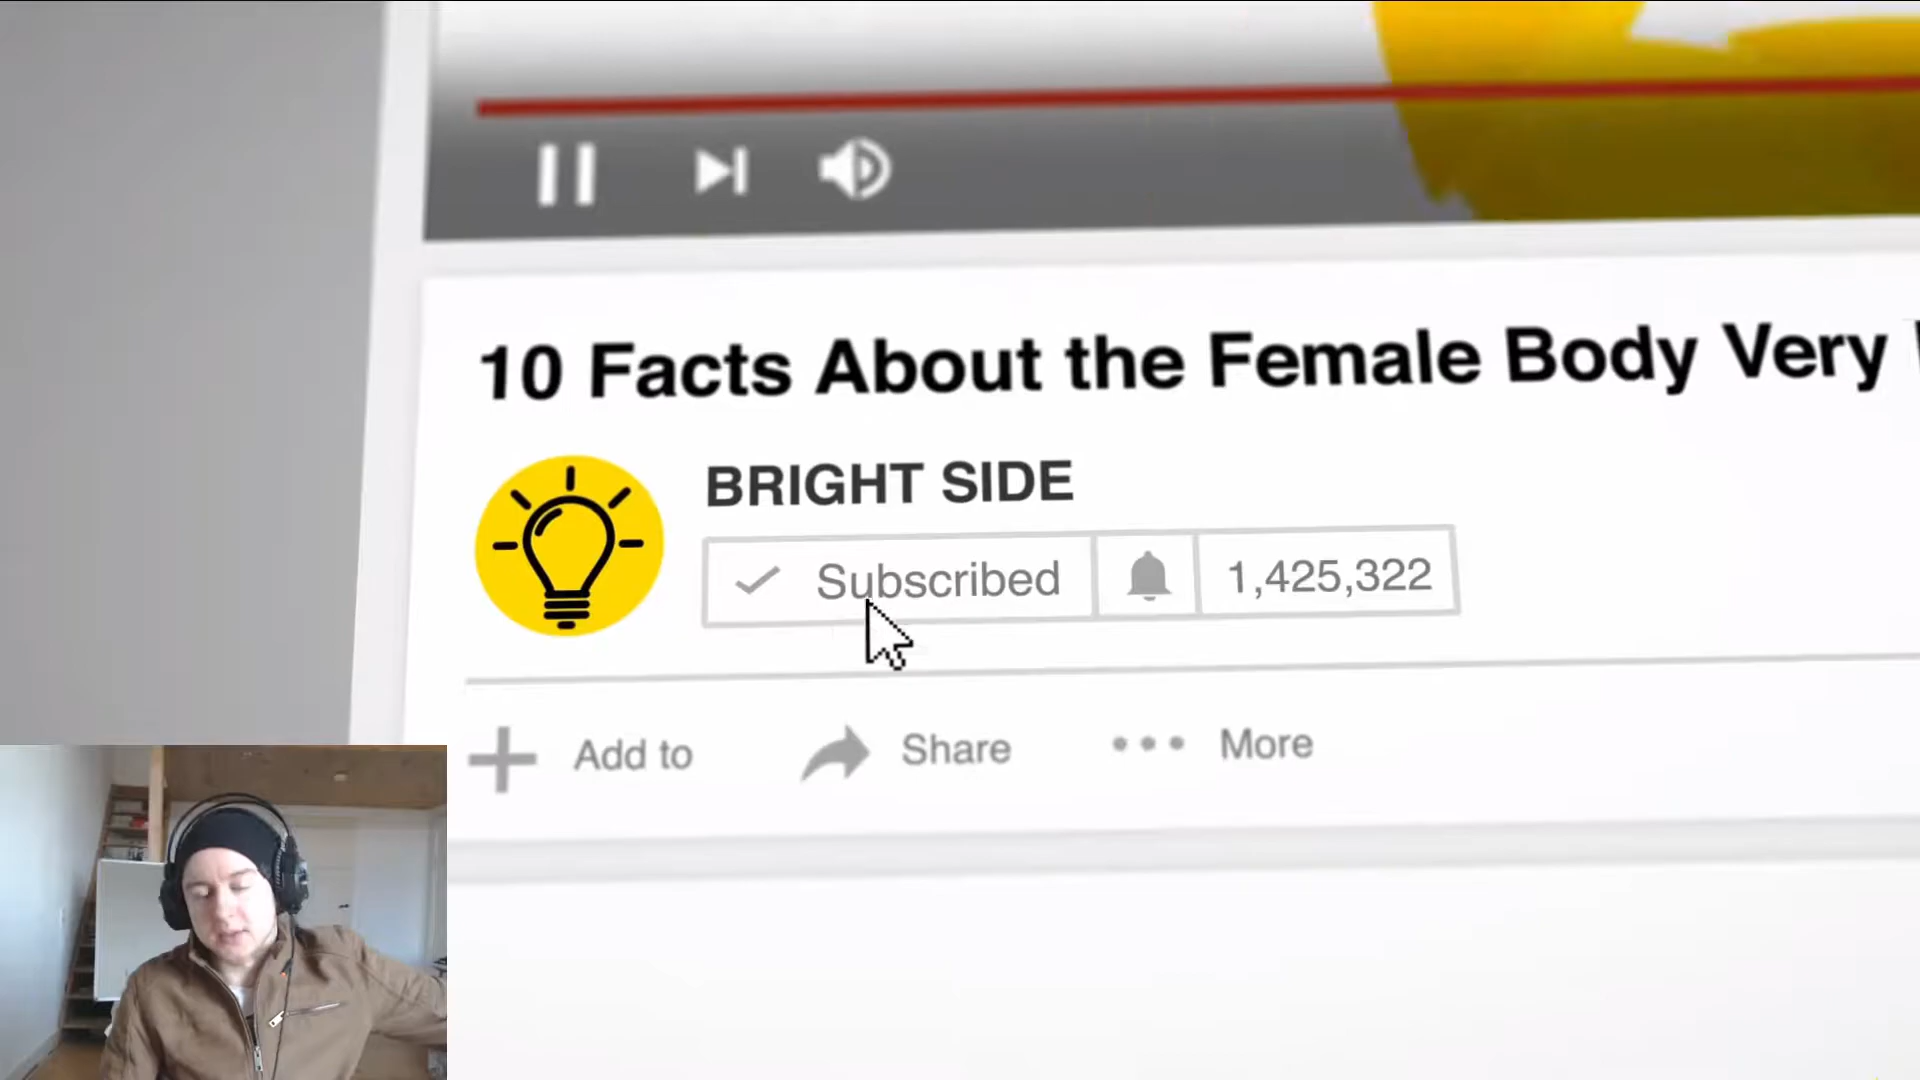 10 Facts About the Female Body Very
BRIGHT SIDE
Subscribed 1,425,322
Add to Share More